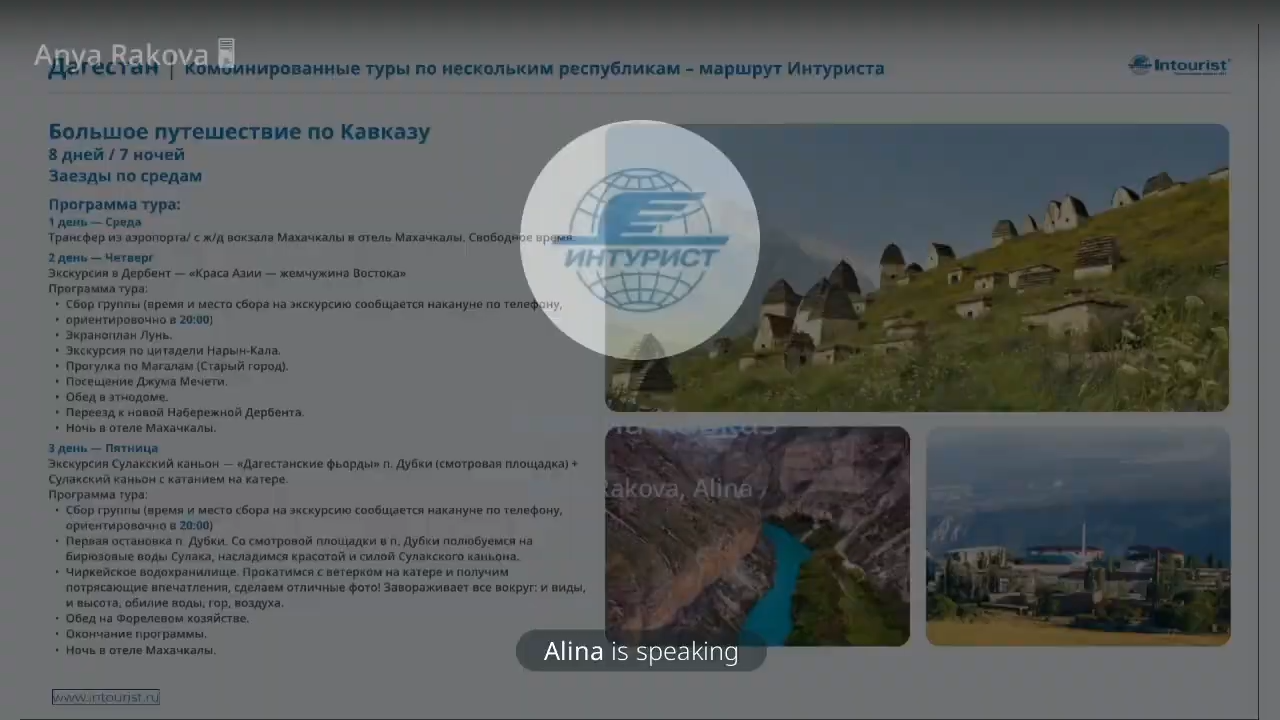 Anya Rakova
Дагестан | Комбинированные туры по нескольким республикам – маршрут Интуриста
Intourist
Большое путешествие по Кавказу
8 дней / 7 ночей
Заезды по средам
ИНТУРИСТ
Программа тура:
1 день — Среда
Трансфер из аэропорта/ с ж/д вокзала Махачкалы в отель Махачкалы. Свободное время.
2 день — Четверг
Экскурсия в Дербент — «Краса Азии — жемчужина Востока»
Программа тура:
• Сбор группы (время и место сбора на экскурсию сообщается накануне по телефону,
• ориентировочно в 20:00)
• Экраноплан Лунь.
• Экскурсия по цитадели Нарын-Кала.
• Прогулка по Магалам (Старый город).
• Посещение Джума Мечети.
• Обед в этнодоме.
• Переезд к новой Набережной Дербента.
• Ночь в отеле Махачкалы.
3 день — Пятница
Экскурсия Сулакский каньон — «Дагестанские фьорды» п. Дубки (смотровая площадка) +
Сулакский каньон с катанием на катере.
Программа тура:
• Сбор группы (время и место сбора на экскурсию сообщается накануне по телефону,
ориентировочно в 20:00)
• Первая остановка п. Дубки. Со смотровой площадки в п. Дубки полюбуемся на
бирюзовые воды Сулака, насладимся красотой и силой Сулакского каньона.
• Чиркейское водохранилище. Прокатимся с ветерком на катере и получим
потрясающие впечатления, сделаем отличные фото! Завораживает все вокруг: и виды,
и высота, обилие воды, гор, воздуха.
• Обед на Форелевом хозяйстве.
• Окончание программы.
• Ночь в отеле Махачкалы.
Rakova, Alina
Alina is speaking
www.intourist.ru